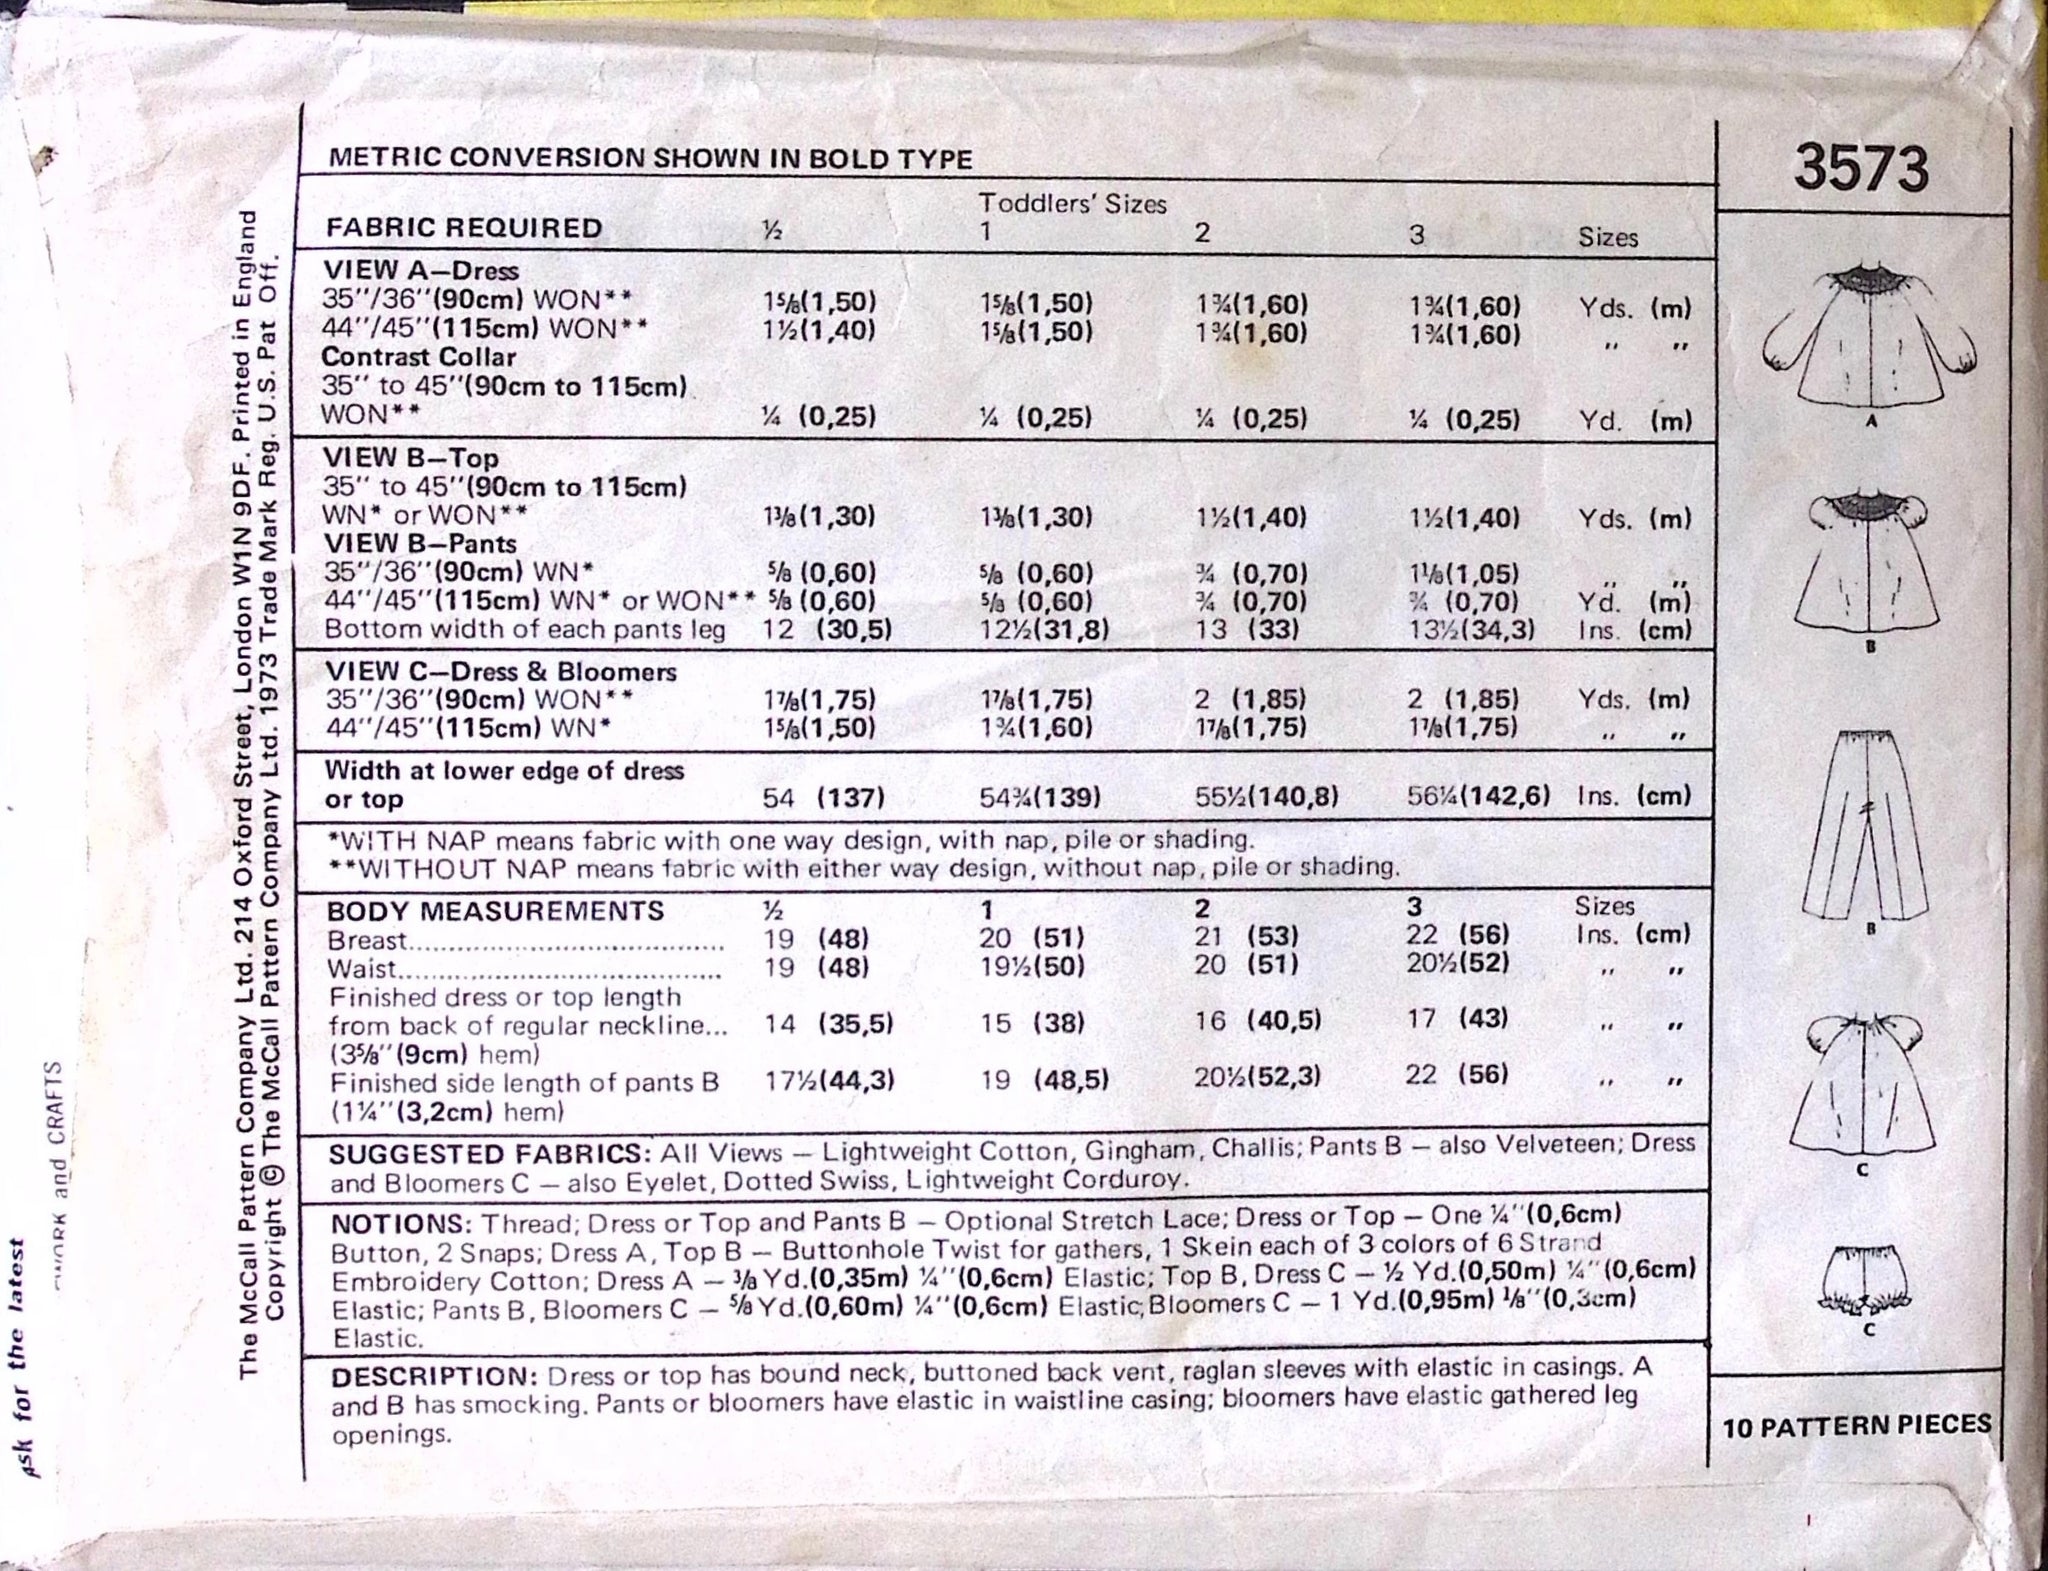 METRIC CONVERSION SHOWN IN BOLD TYPE
Toddlers' Sizes
FABRIC REQUIRED ½ 1 2 3 Sizes
VIEW A—Dress
35''/36''(90cm) WON** 1⅝(1,50) 1⅝(1,50) 1¾(1,60) 1¾(1,60) Yds. (m)
44''/45''(115cm) WON** 1½(1,40) 1⅝(1,50) 1¾(1,60) 1¾(1,60) ,, ,,
Contrast Collar
35'' to 45''(90cm to 115cm)
WON** ¼ (0,25) ¼ (0,25) ¼ (0,25) ¼ (0,25) Yd. (m)
VIEW B—Top
35'' to 45''(90cm to 115cm)
WN* or WON** 1⅜(1,30) 1⅜(1,30) 1½(1,40) 1½(1,40) Yds. (m)
VIEW B—Pants
35''/36''(90cm) WN* ⅝ (0,60) ⅝ (0,60) ¾ (0,70) 1⅛(1,05) ,, ,,
44''/45''(115cm) WN* or WON** ⅝ (0,60) ⅝ (0,60) ¾ (0,70) ¾ (0,70) Yd. (m)
Bottom width of each pants leg 12 (30,5) 12½(31,8) 13 (33) 13½(34,3) Ins. (cm)
VIEW C—Dress & Bloomers
35''/36''(90cm) WON** 1⅞(1,75) 1⅞(1,75) 2 (1,85) 2 (1,85) Yds. (m)
44''/45''(115cm) WN* 1⅝(1,50) 1¾(1,60) 1⅞(1,75) 1⅞(1,75) ,, ,,
Width at lower edge of dress
or top 54 (137) 54¾(139) 55½(140,8) 56¼(142,6) Ins. (cm)
*WITH NAP means fabric with one way design, with nap, pile or shading.
**WITHOUT NAP means fabric with either way design, without nap, pile or shading.
BODY MEASUREMENTS ½ 1 2 3 Sizes
Breast................................... 19 (48) 20 (51) 21 (53) 22 (56) Ins. (cm)
Waist.................................... 19 (48) 19½(50) 20 (51) 20½(52) ,, ,,
Finished dress or top length
from back of regular neckline... 14 (35,5) 15 (38) 16 (40,5) 17 (43) ,, ,,
(3⅝''(9cm) hem)
Finished side length of pants B 17½(44,3) 19 (48,5) 20½(52,3) 22 (56) ,, ,,
(1¼''(3,2cm) hem)
SUGGESTED FABRICS: All Views — Lightweight Cotton, Gingham, Challis; Pants B — also Velveteen; Dress
and Bloomers C — also Eyelet, Dotted Swiss, Lightweight Corduroy.
NOTIONS: Thread; Dress or Top and Pants B — Optional Stretch Lace; Dress or Top — One ¼''(0,6cm)
Button, 2 Snaps; Dress A, Top B — Buttonhole Twist for gathers, 1 Skein each of 3 colors of 6 Strand
Embroidery Cotton; Dress A — ⅜ Yd.(0,35m) ¼''(0,6cm) Elastic; Top B, Dress C — ½ Yd.(0,50m) ¼''(0,6cm)
Elastic; Pants B, Bloomers C — ⅝ Yd.(0,60m) ¼''(0,6cm) Elastic; Bloomers C — 1 Yd.(0,95m) ⅛''(0,3cm)
Elastic.
DESCRIPTION: Dress or top has bound neck, buttoned back vent, raglan sleeves with elastic in casings. A
and B has smocking. Pants or bloomers have elastic in waistline casing; bloomers have elastic gathered leg
openings.
3573
A
B
B
C
C
10 PATTERN PIECES
The McCall Pattern Company Ltd. 214 Oxford Street, London W1N 9DF. Printed in England
Copyright © The McCall Pattern Company Ltd. 1973 Trade Mark Reg. U.S. Pat Off.
ask for the latest
and CRAFTS